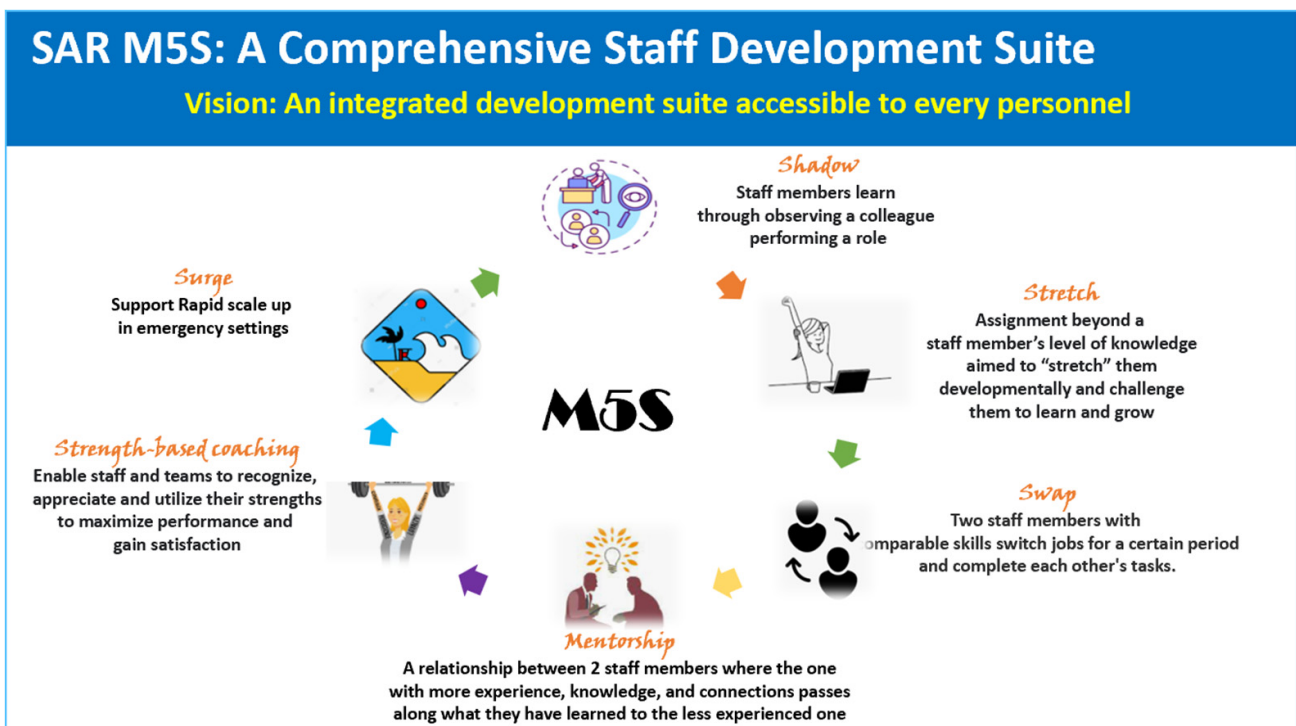 SAR M5S: A Comprehensive Staff Development Suite
Vision: An integrated development suite accessible to every personnel
Shadow
Staff members learn
through observing a colleague
performing a role
Stretch
Assignment beyond a
staff member's level of knowledge
aimed to “stretch” them
developmentally and challenge
them to learn and grow
Swap
Two staff members with
omparable skills switch jobs for a certain period
and complete each other's tasks.
Mentorship
A relationship between 2 staff members where the one
with more experience, knowledge, and connections passes
along what they have learned to the less experienced one
Strength-based coaching
Enable staff and teams to recognize,
appreciate and utilize their strengths
to maximize performance and
gain satisfaction
Surge
Support Rapid scale up
in emergency settings
M5S